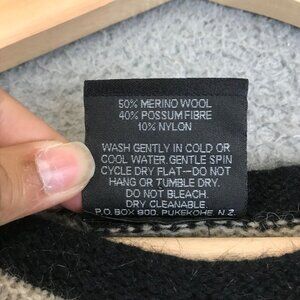 50% MERINO WOOL
40% POSSUM FIBRE
10% NYLON
WASH GENTLY IN COLD OR
COOL WATER. GENTLE SPIN
CYCLE DRY FLAT—DO NOT
HANG OR TUMBLE DRY.
DO NOT BLEACH.
DRY CLEANABLE.
P.O. BOX 800, PUKEKOHE, N.Z.